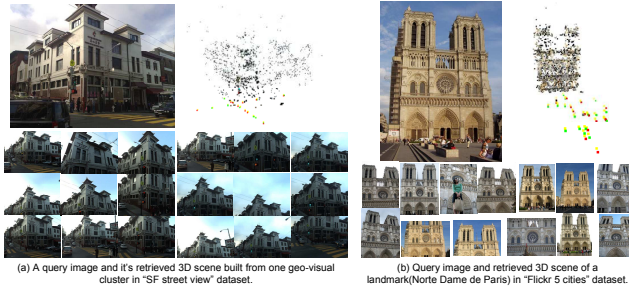 (a) A query image and it's retrieved 3D scene built from one geo-visual
cluster in "SF street view" dataset.
(b) Query image and retrieved 3D scene of a
landmark(Norte Dame de Paris) in "Flickr 5 cities" dataset.